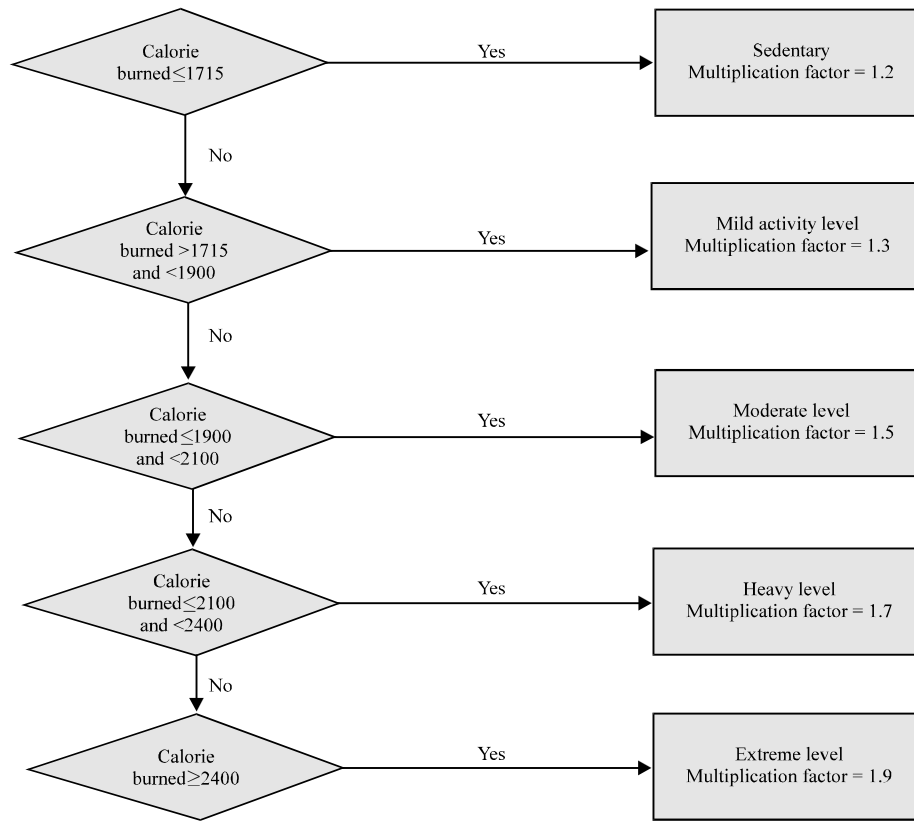 Calorie
burned≤1715
Yes
Sedentary
Multiplication factor = 1.2
No
Calorie
burned >1715
and <1900
Yes
Mild activity level
Multiplication factor = 1.3
No
Calorie
burned≤1900
and <2100
Yes
Moderate level
Multiplication factor = 1.5
No
Calorie
burned≤2100
and <2400
Yes
Heavy level
Multiplication factor = 1.7
No
Calorie
burned≥2400
Yes
Extreme level
Multiplication factor = 1.9